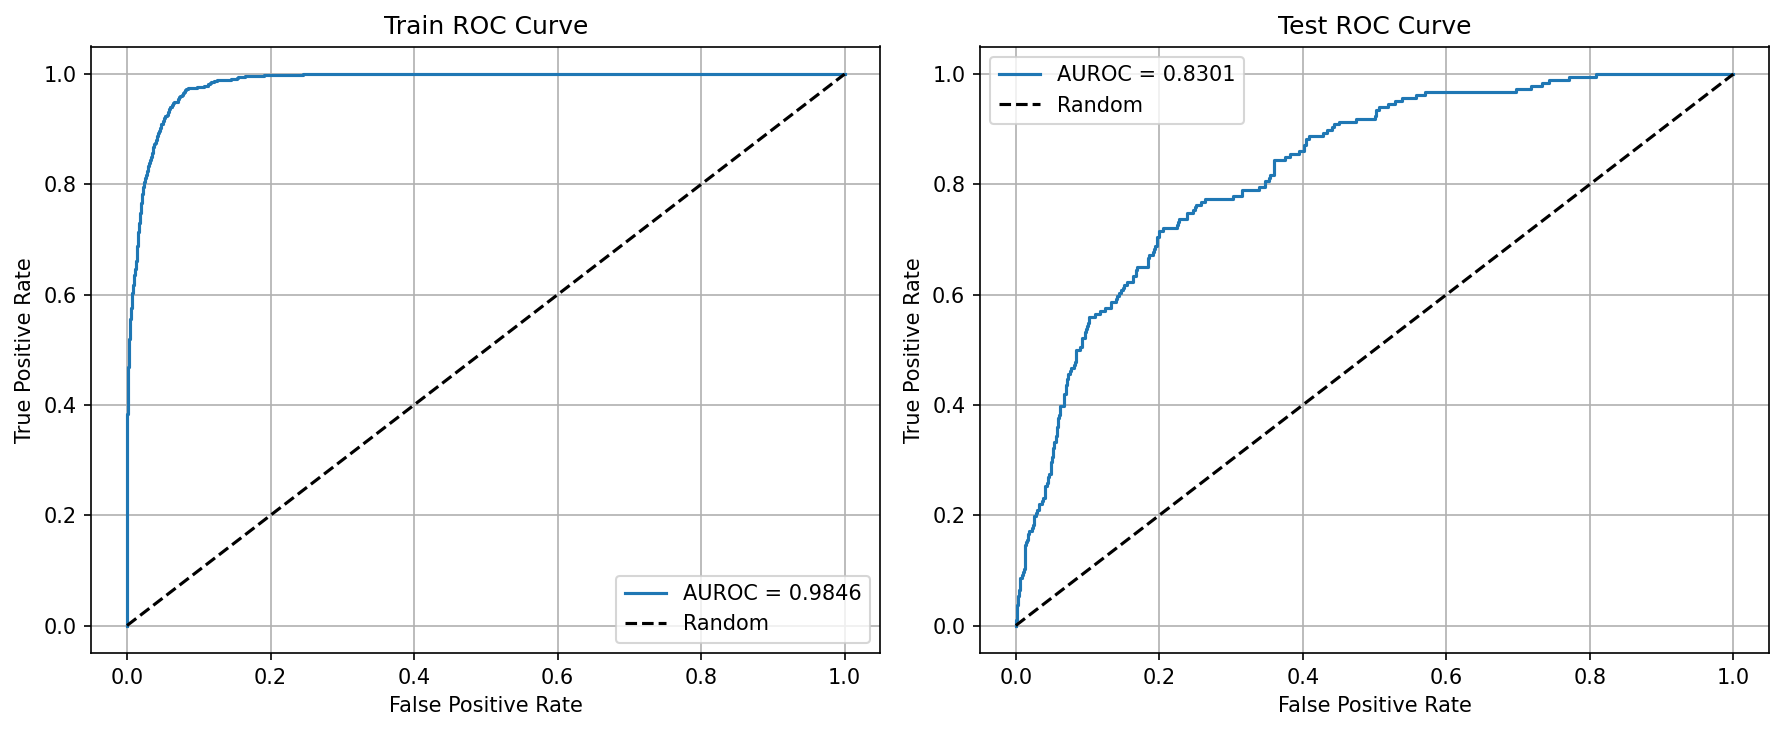 Train ROC Curve
True Positive Rate
1.0
0.8
0.6
0.4
0.2
0.0
AUROC = 0.9846
Random
0.0 0.2 0.4 0.6 0.8 1.0
False Positive Rate
Test ROC Curve
True Positive Rate
1.0
0.8
0.6
0.4
0.2
0.0
AUROC = 0.8301
Random
0.0 0.2 0.4 0.6 0.8 1.0
False Positive Rate